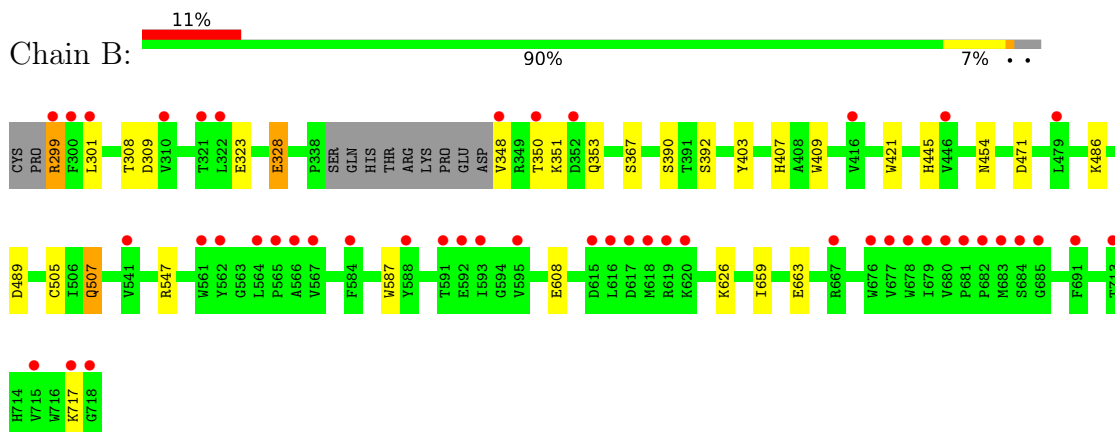 11%
Chain B:
90% 7% • •
CYS PRO R299 F300 L301 T308 D309 V310 T321 L322 E323 E328 P338 SER GLN HIS THR ARG LYS PRO GLU ASP V348 R349 T350 K351 D352 Q353 S367 S390 T391 S392 Y403 H407 A408 W409 V416 W421 H445 V446 N454 D471 L479 K486
D489 C505 I506 Q507 V541 R547 W561 Y562 G563 L564 P565 A566 V567 F584 W587 Y588 T591 E592 I593 G594 V595 E608 D615 L616 D617 M618 R619 K620 K626 I659 E663 R667 W676 V677 W678 I679 V680 P681 P682 M683 S684 G685 F691 T713
H714 V715 W716 K717 G718